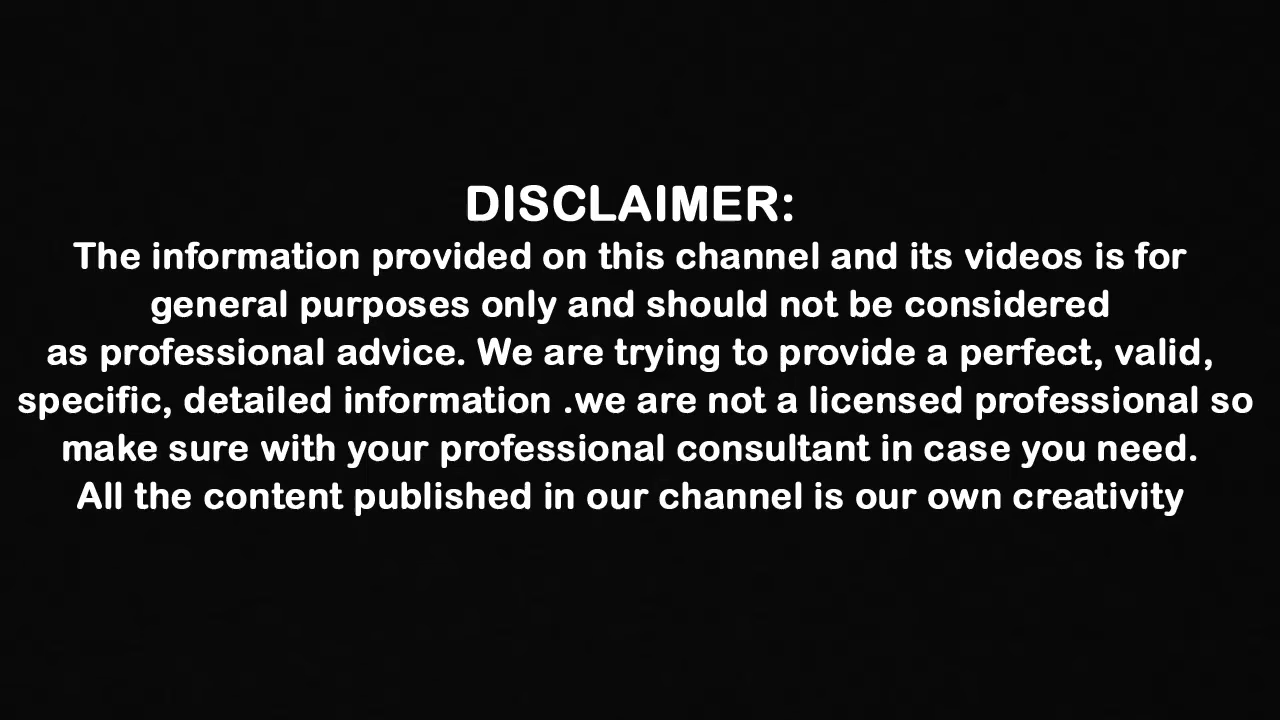 DISCLAIMER:
The information provided on this channel and its videos is for
general purposes only and should not be considered
as professional advice. We are trying to provide a perfect, valid,
specific, detailed information .we are not a licensed professional so
make sure with your professional consultant in case you need.
All the content published in our channel is our own creativity